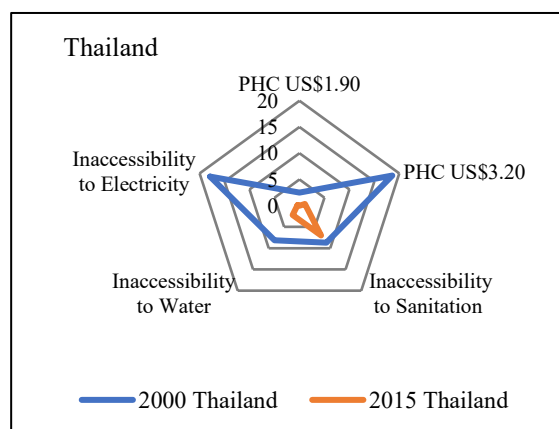 Thailand
PHC US$1.90
20
15
10
5
0
PHC US$3.20
Inaccessibility
to Electricity
Inaccessibility
to Water
Inaccessibility
to Sanitation
2000 Thailand
2015 Thailand